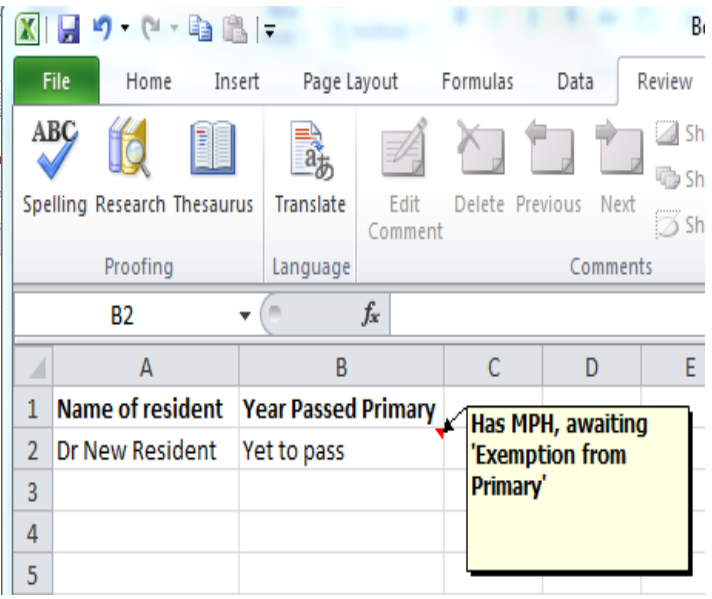 Be
File Home Insert Page Layout Formulas Data Review
ABC
Spelling Research Thesaurus Translate Edit Comment Delete Previous Next Sh
Sh
Sh
Proofing Language Comments
B2 fx
A B C D E
1 Name of resident Year Passed Primary
2 Dr New Resident Yet to pass
3
4
5
Has MPH, awaiting
'Exemption from
Primary'